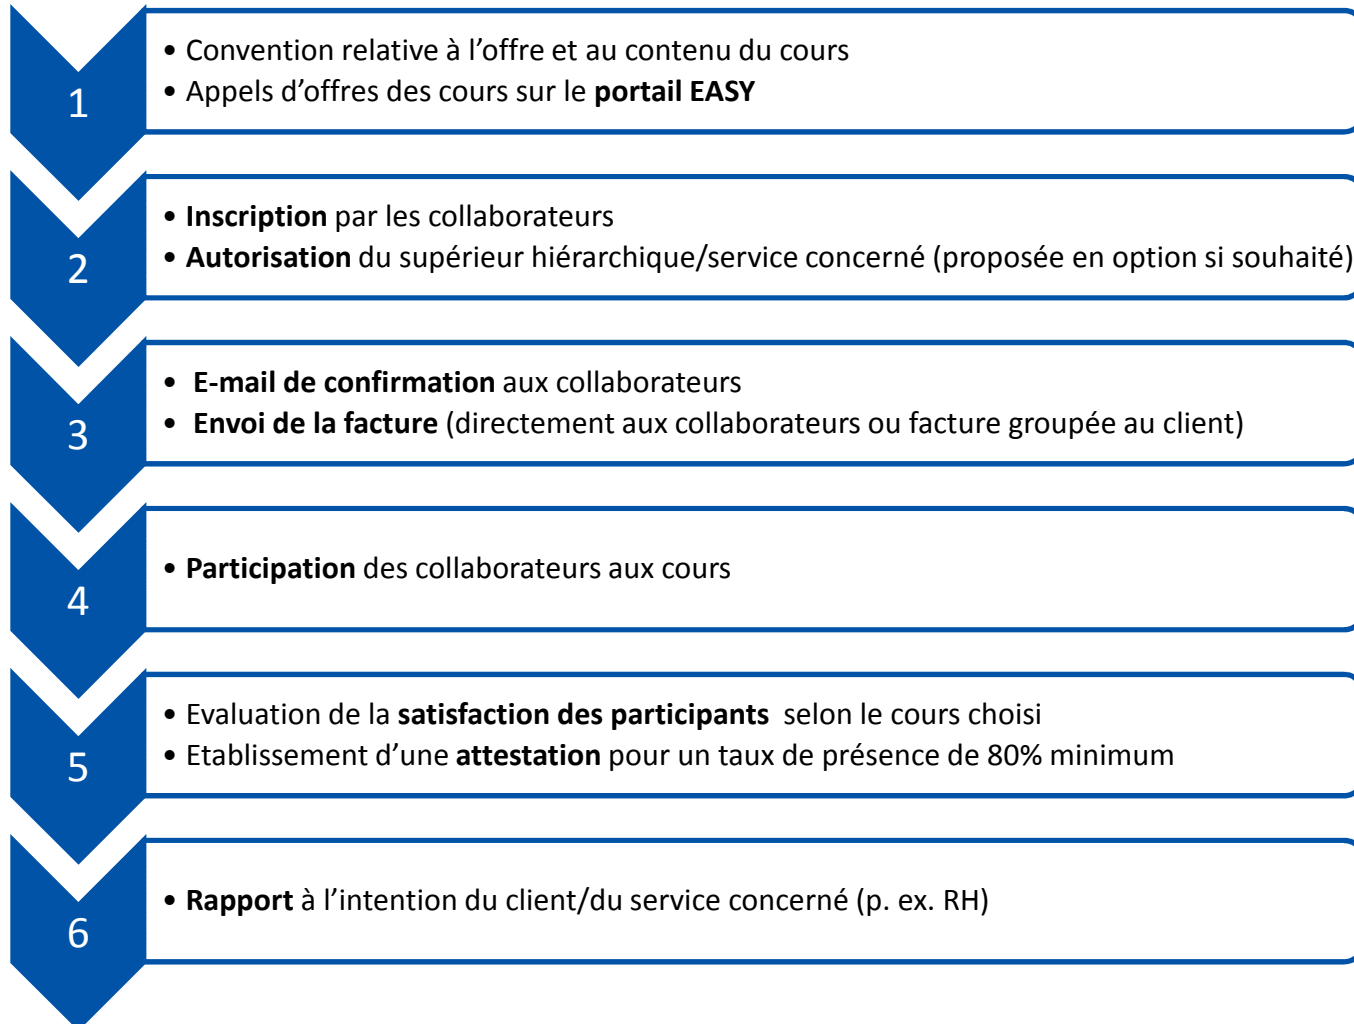 1
• Convention relative à l’offre et au contenu du cours
• Appels d’offres des cours sur le portail EASY
2
• Inscription par les collaborateurs
• Autorisation du supérieur hiérarchique/service concerné (proposée en option si souhaité)
3
• E-mail de confirmation aux collaborateurs
• Envoi de la facture (directement aux collaborateurs ou facture groupée au client)
4
• Participation des collaborateurs aux cours
5
• Evaluation de la satisfaction des participants selon le cours choisi
• Etablissement d’une attestation pour un taux de présence de 80% minimum
6
• Rapport à l’intention du client/du service concerné (p. ex. RH)